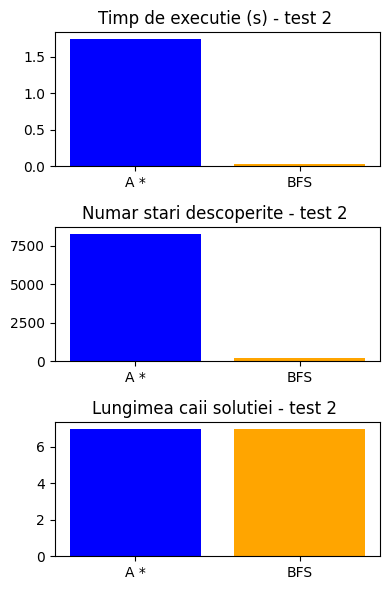 Timp de executie (s) - test 2
1.5
1.0
0.5
0.0
A * BFS
Numar stari descoperite - test 2
7500
5000
2500
0
A * BFS
Lungimea caii solutiei - test 2
6
4
2
0
A * BFS